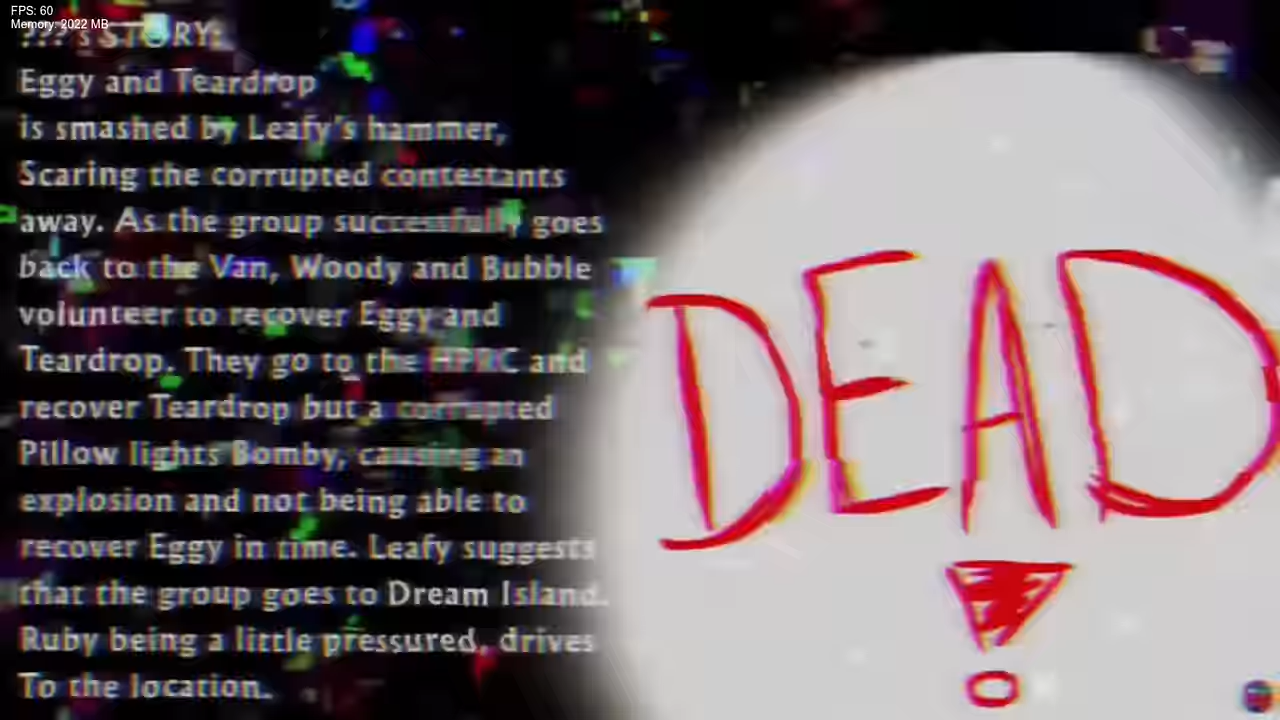 FPS: 60
Memory: 2022 MB
???'s STORY:
Eggy and Teardrop
is smashed by Leafy's hammer,
Scaring the corrupted contestants
away. As the group successfully goes
back to the Van, Woody and Bubble
volunteer to recover Eggy and
Teardrop. They go to the HPRC and
recover Teardrop but a corrupted
Pillow lights Bomby, causing an
explosion and not being able to
recover Eggy in time. Leafy suggests
that the group goes to Dream Island.
Ruby being a little pressured, drives
To the location.
DEAD